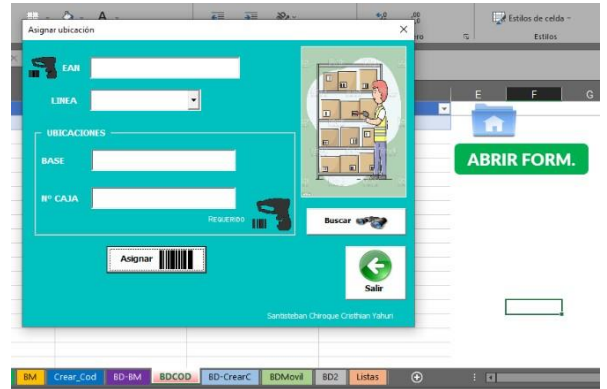 Estilos de celda
Estilos
Asignar ubicación
EAN
LINEA
UBICACIONES
BASE
Nº CAJA
REQUERIDO
Buscar
Asignar
Salir
Santisteban Chiroque Cristhian Yahuri
E F G
ABRIR FORM.
BM Crear_Cod BD-BM BDCOD BD-CrearC BDMovil BD2 Listas